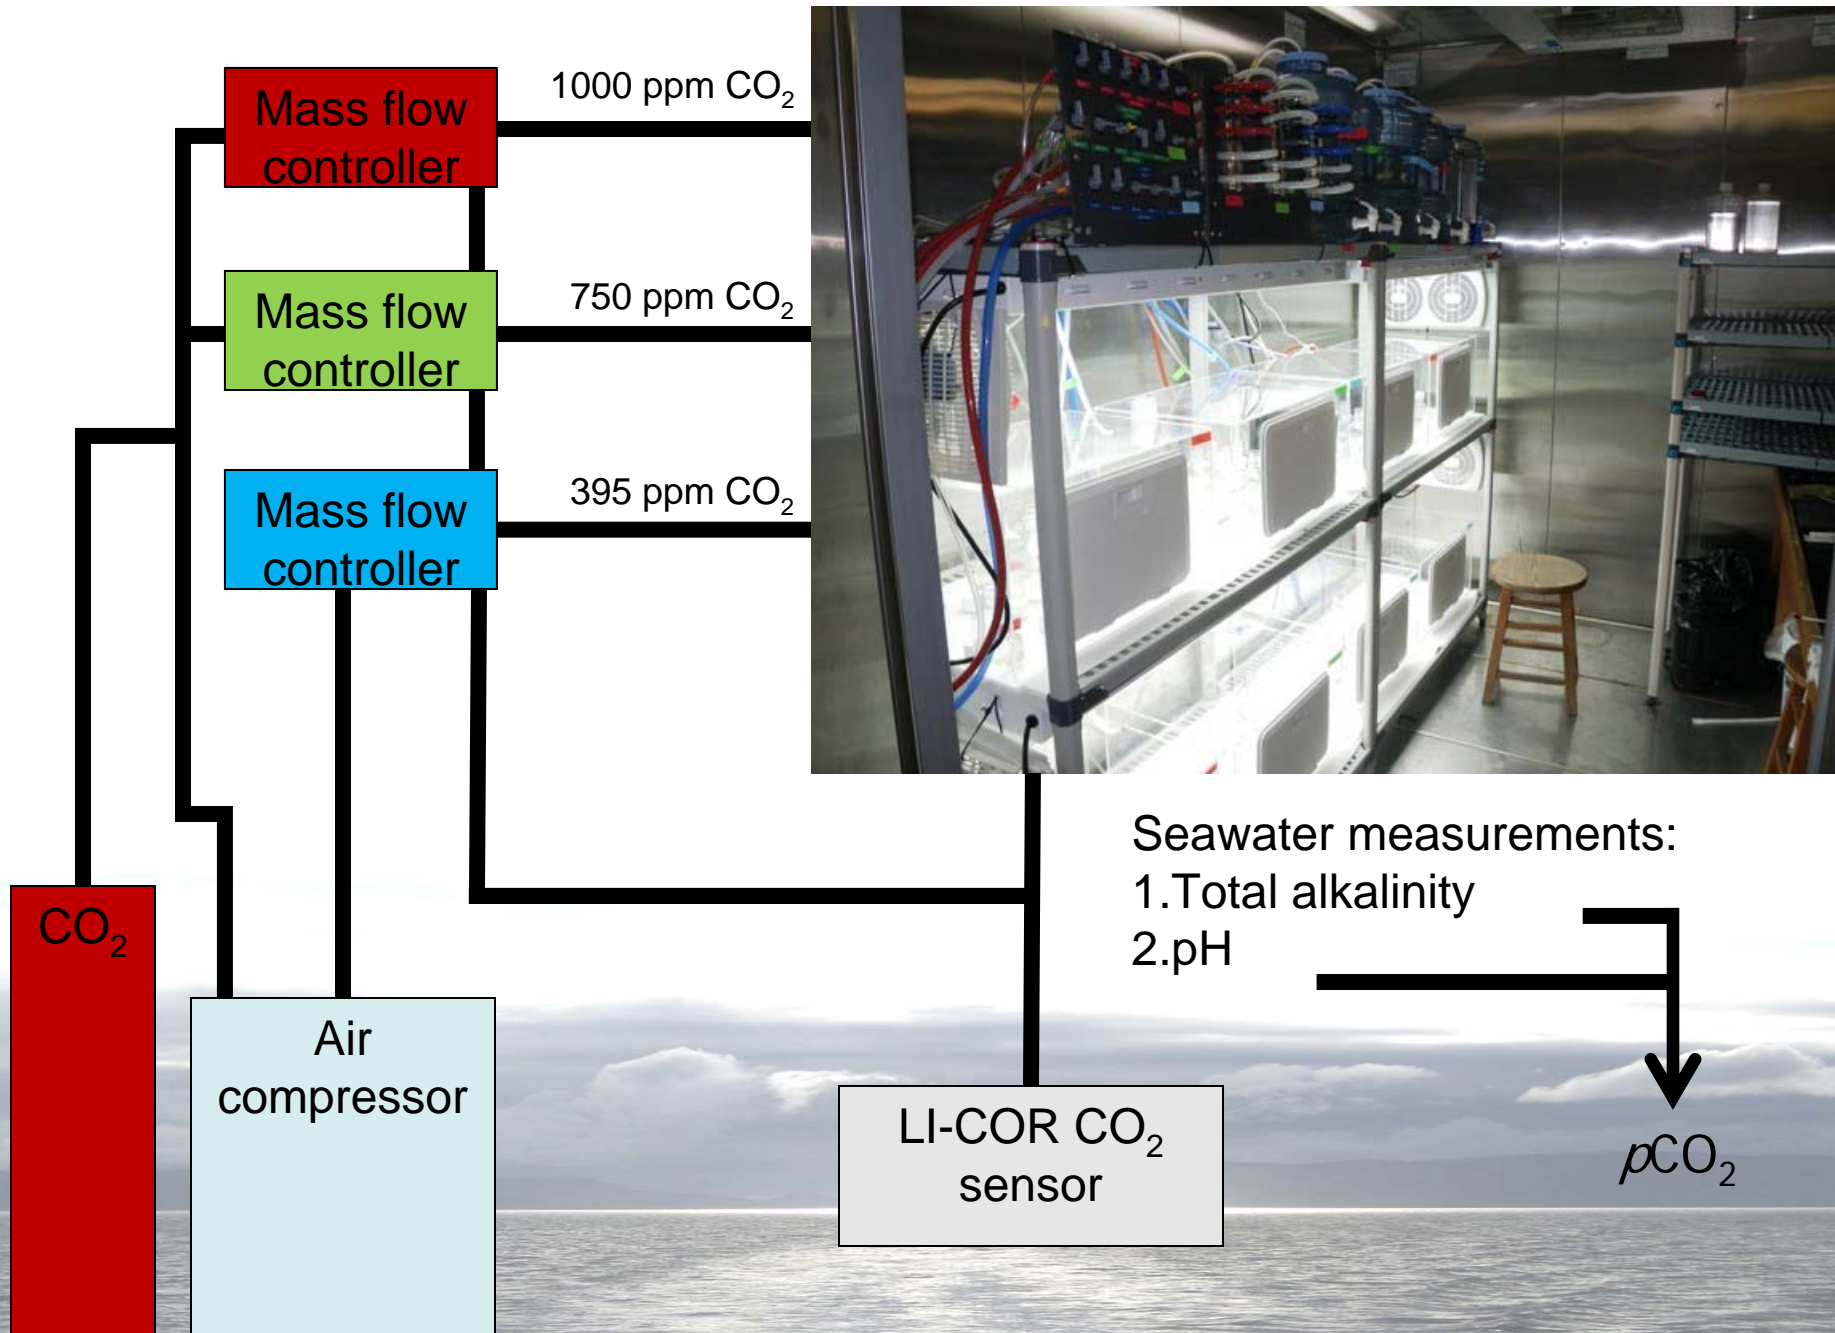 Mass flow
controller
1000 ppm CO₂
Mass flow
controller
750 ppm CO₂
Mass flow
controller
395 ppm CO₂
CO₂
Air
compressor
LI-COR CO₂
sensor
Seawater measurements:
1.Total alkalinity
2.pH
pCO₂